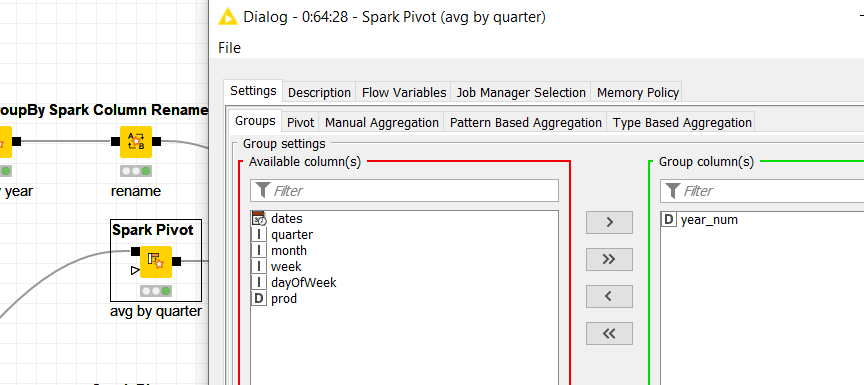 Dialog - 0:64:28 - Spark Pivot (avg by quarter)
File
Settings Description Flow Variables Job Manager Selection Memory Policy
Groups Pivot Manual Aggregation Pattern Based Aggregation Type Based Aggregation
Group settings
Available column(s)
Group column(s)
Filter
Filter
dates
I quarter
I month
I week
I dayOfWeek
D prod
D year_num
>
>>
<
<<
roupBy Spark Column Rename
A B
year
rename
Spark Pivot
avg by quarter